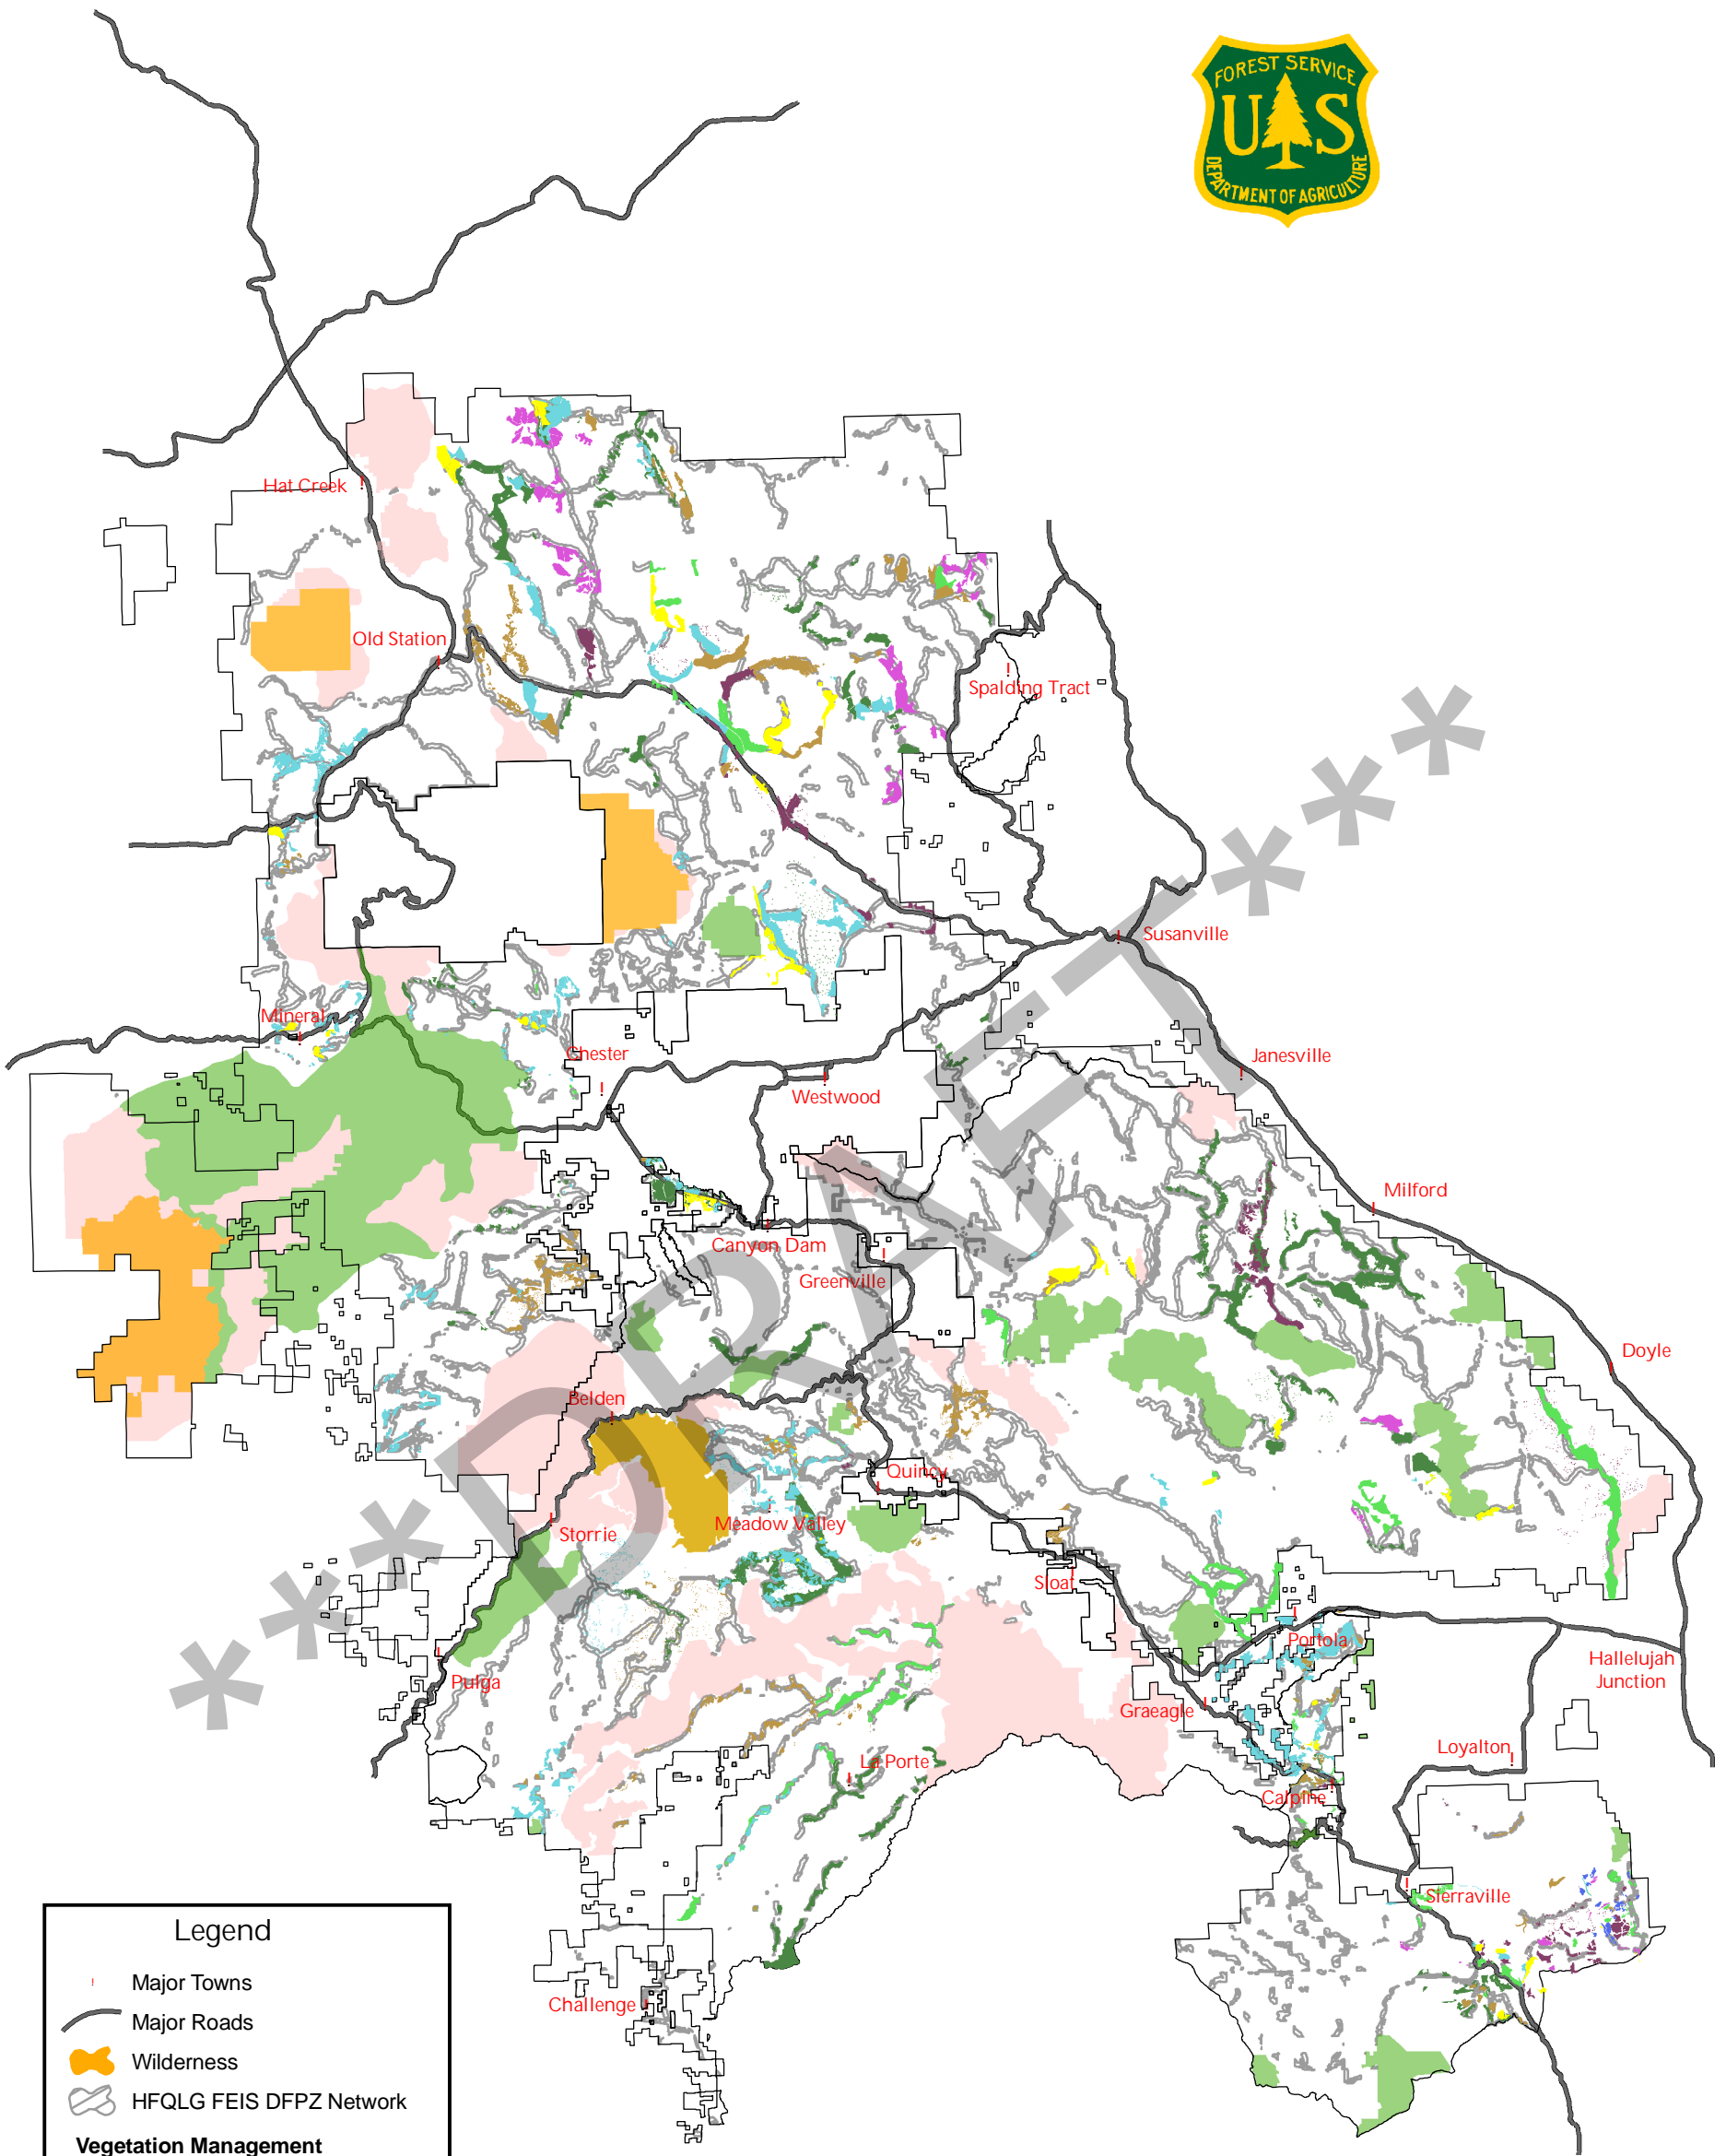 FOREST SERVICE
U S
DEPARTMENT OF AGRICULTURE
Hat Creek
Old Station
Spalding Tract
Susanville
Mineral
Chester
Janesville
Westwood
Milford
Canyon Dam
Greenville
Doyle
Belden
Quincy
Meadow Valley
Storrie
Sloat
Portola
Pulga
Hallelujah
Junction
Graeagle
Loyalton
La Porte
Calpine
Sierraville
Challenge
***DRAFT***
Legend
! Major Towns
Major Roads
Wilderness
HFQLG FEIS DFPZ Network
Vegetation Management